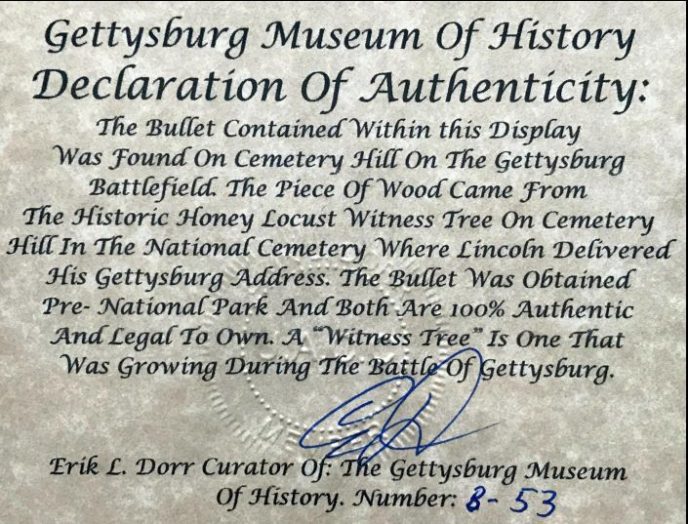 Gettysburg Museum Of History
Declaration Of Authenticity:
The Bullet Contained Within this Display
Was Found On Cemetery Hill On The Gettysburg
Battlefield. The Piece Of Wood Came From
The Historic Honey Locust Witness Tree On Cemetery
Hill In The National Cemetery Where Lincoln Delivered
His Gettysburg Address. The Bullet Was Obtained
Pre- National Park And Both Are 100% Authentic
And Legal To Own. A "Witness Tree" Is One That
Was Growing During The Battle Of Gettysburg.
Erik L. Dorr Curator Of: The Gettysburg Museum
Of History. Number: B-53